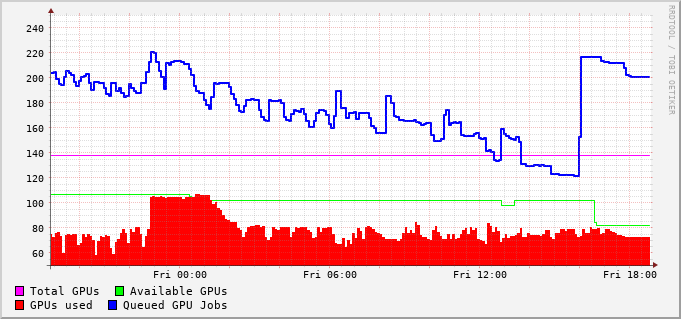 240
220
200
180
160
140
120
100
80
60
Fri 00:00 Fri 06:00 Fri 12:00 Fri 18:00
Total GPUs Available GPUs
GPUs used Queued GPU Jobs
RRDTOOL / TOBI OETIKER